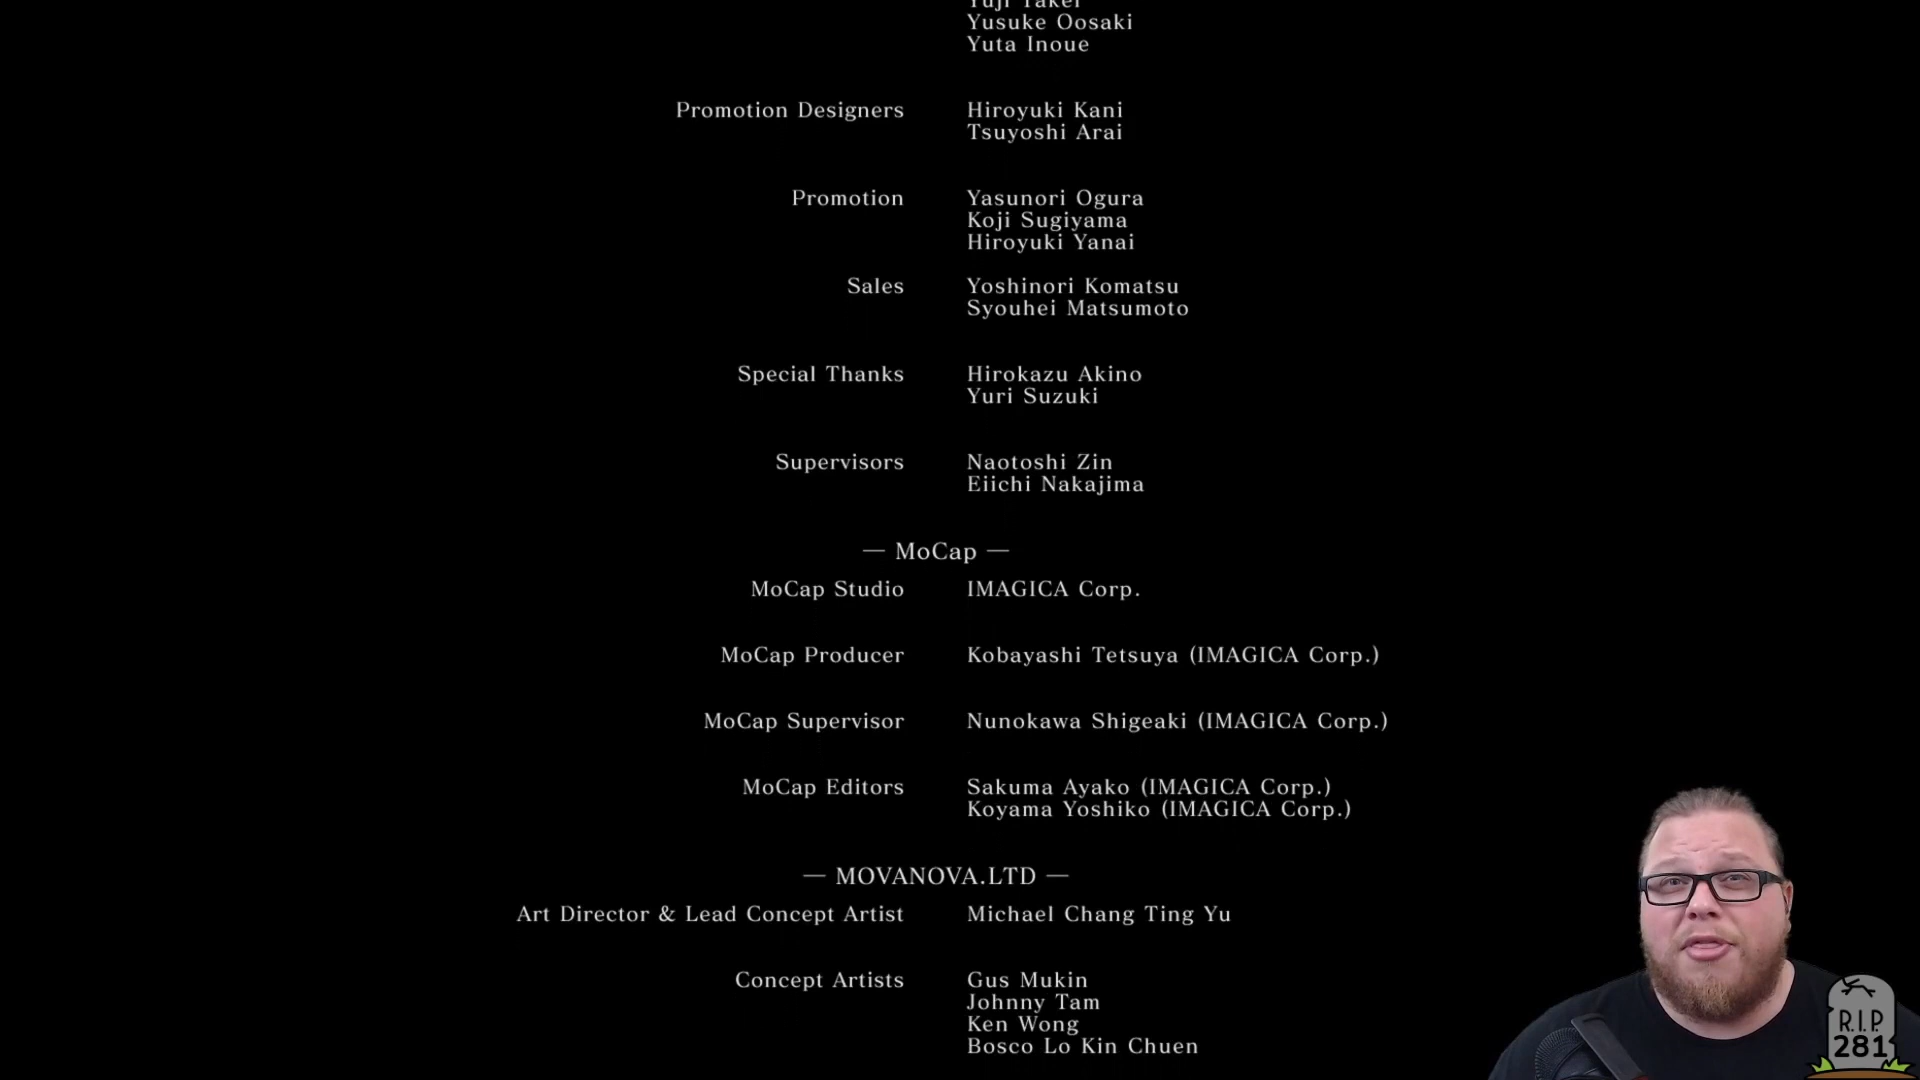 Yuji Takei
Yusuke Oosaki
Yuta Inoue
Promotion Designers Hiroyuki Kani
Tsuyoshi Arai
Promotion Yasunori Ogura
Koji Sugiyama
Hiroyuki Yanai
Sales Yoshinori Komatsu
Syouhei Matsumoto
Special Thanks Hirokazu Akino
Yuri Suzuki
Supervisors Naotoshi Zin
Eiichi Nakajima
— MoCap —
MoCap Studio IMAGICA Corp.
MoCap Producer Kobayashi Tetsuya (IMAGICA Corp.)
MoCap Supervisor Nunokawa Shigeaki (IMAGICA Corp.)
MoCap Editors Sakuma Ayako (IMAGICA Corp.)
Koyama Yoshiko (IMAGICA Corp.)
— MOVANOVA.LTD —
Art Director & Lead Concept Artist Michael Chang Ting Yu
Concept Artists Gus Mukin
Johnny Tam
Ken Wong
Bosco Lo Kin Chuen
R.I.P.
281